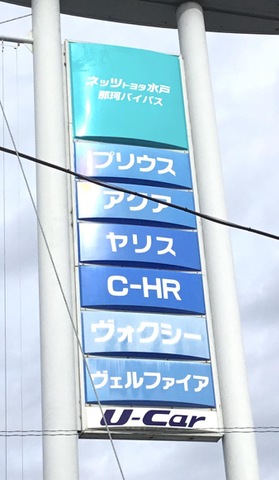 ネッツトヨタ水戸
那珂バイパス
プリウス
アクア
ヤリス
C-HR
ヴォクシー
ヴェルファイア
U-Car